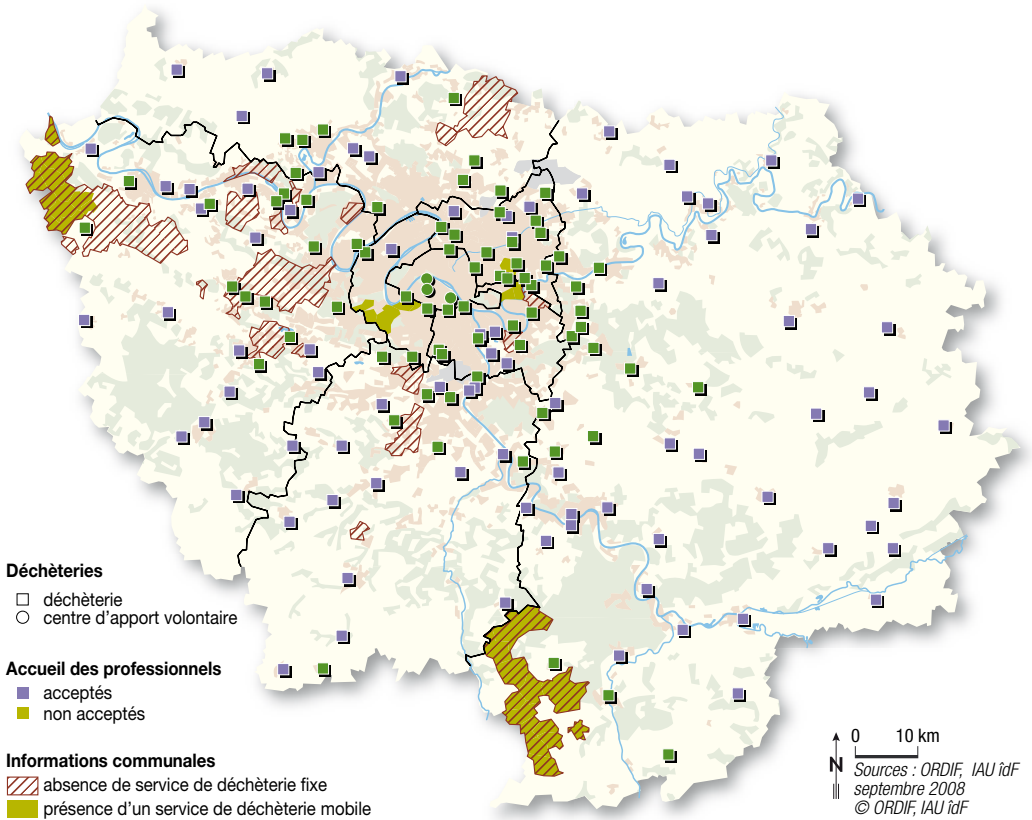 Déchèteries
déchèterie
centre d'apport volontaire
Accueil des professionnels
acceptés
non acceptés
Informations communales
absence de service de déchèterie fixe
présence d'un service de déchèterie mobile
0 10 km
N
Sources : ORDIF, IAU îdF
septembre 2008
© ORDIF, IAU îdF